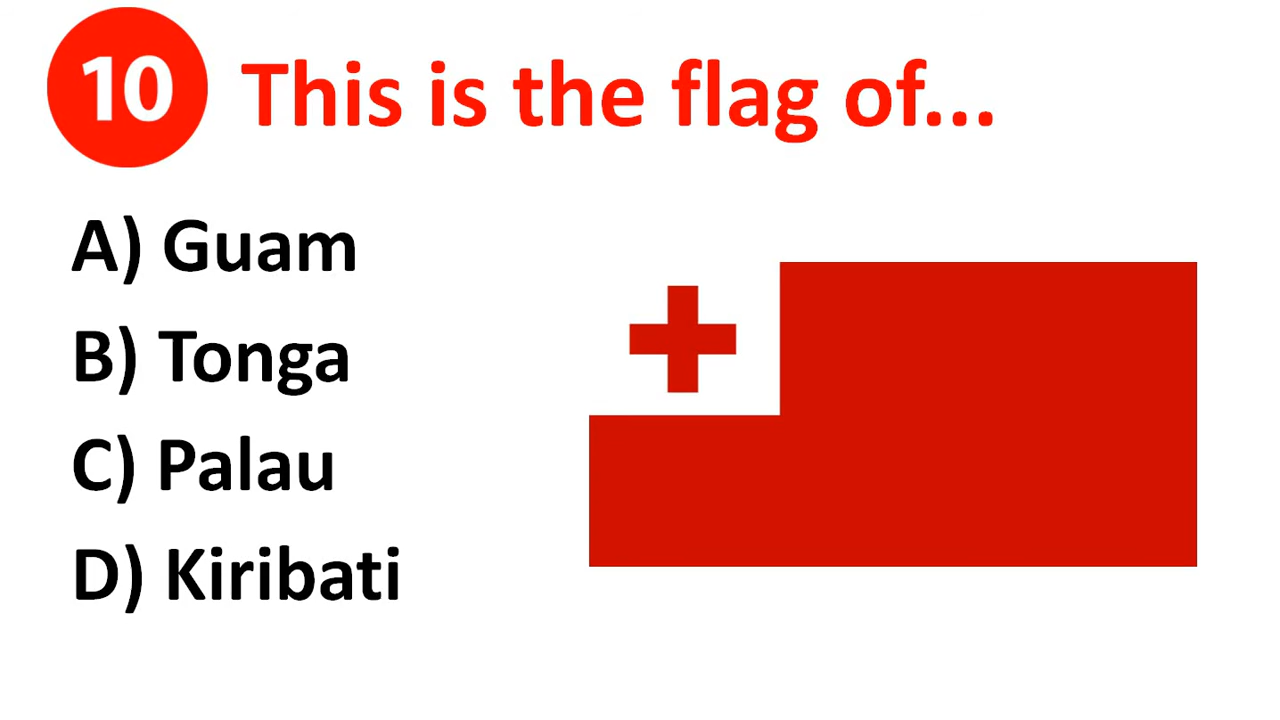 10 This is the flag of...
A) Guam
B) Tonga
C) Palau
D) Kiribati